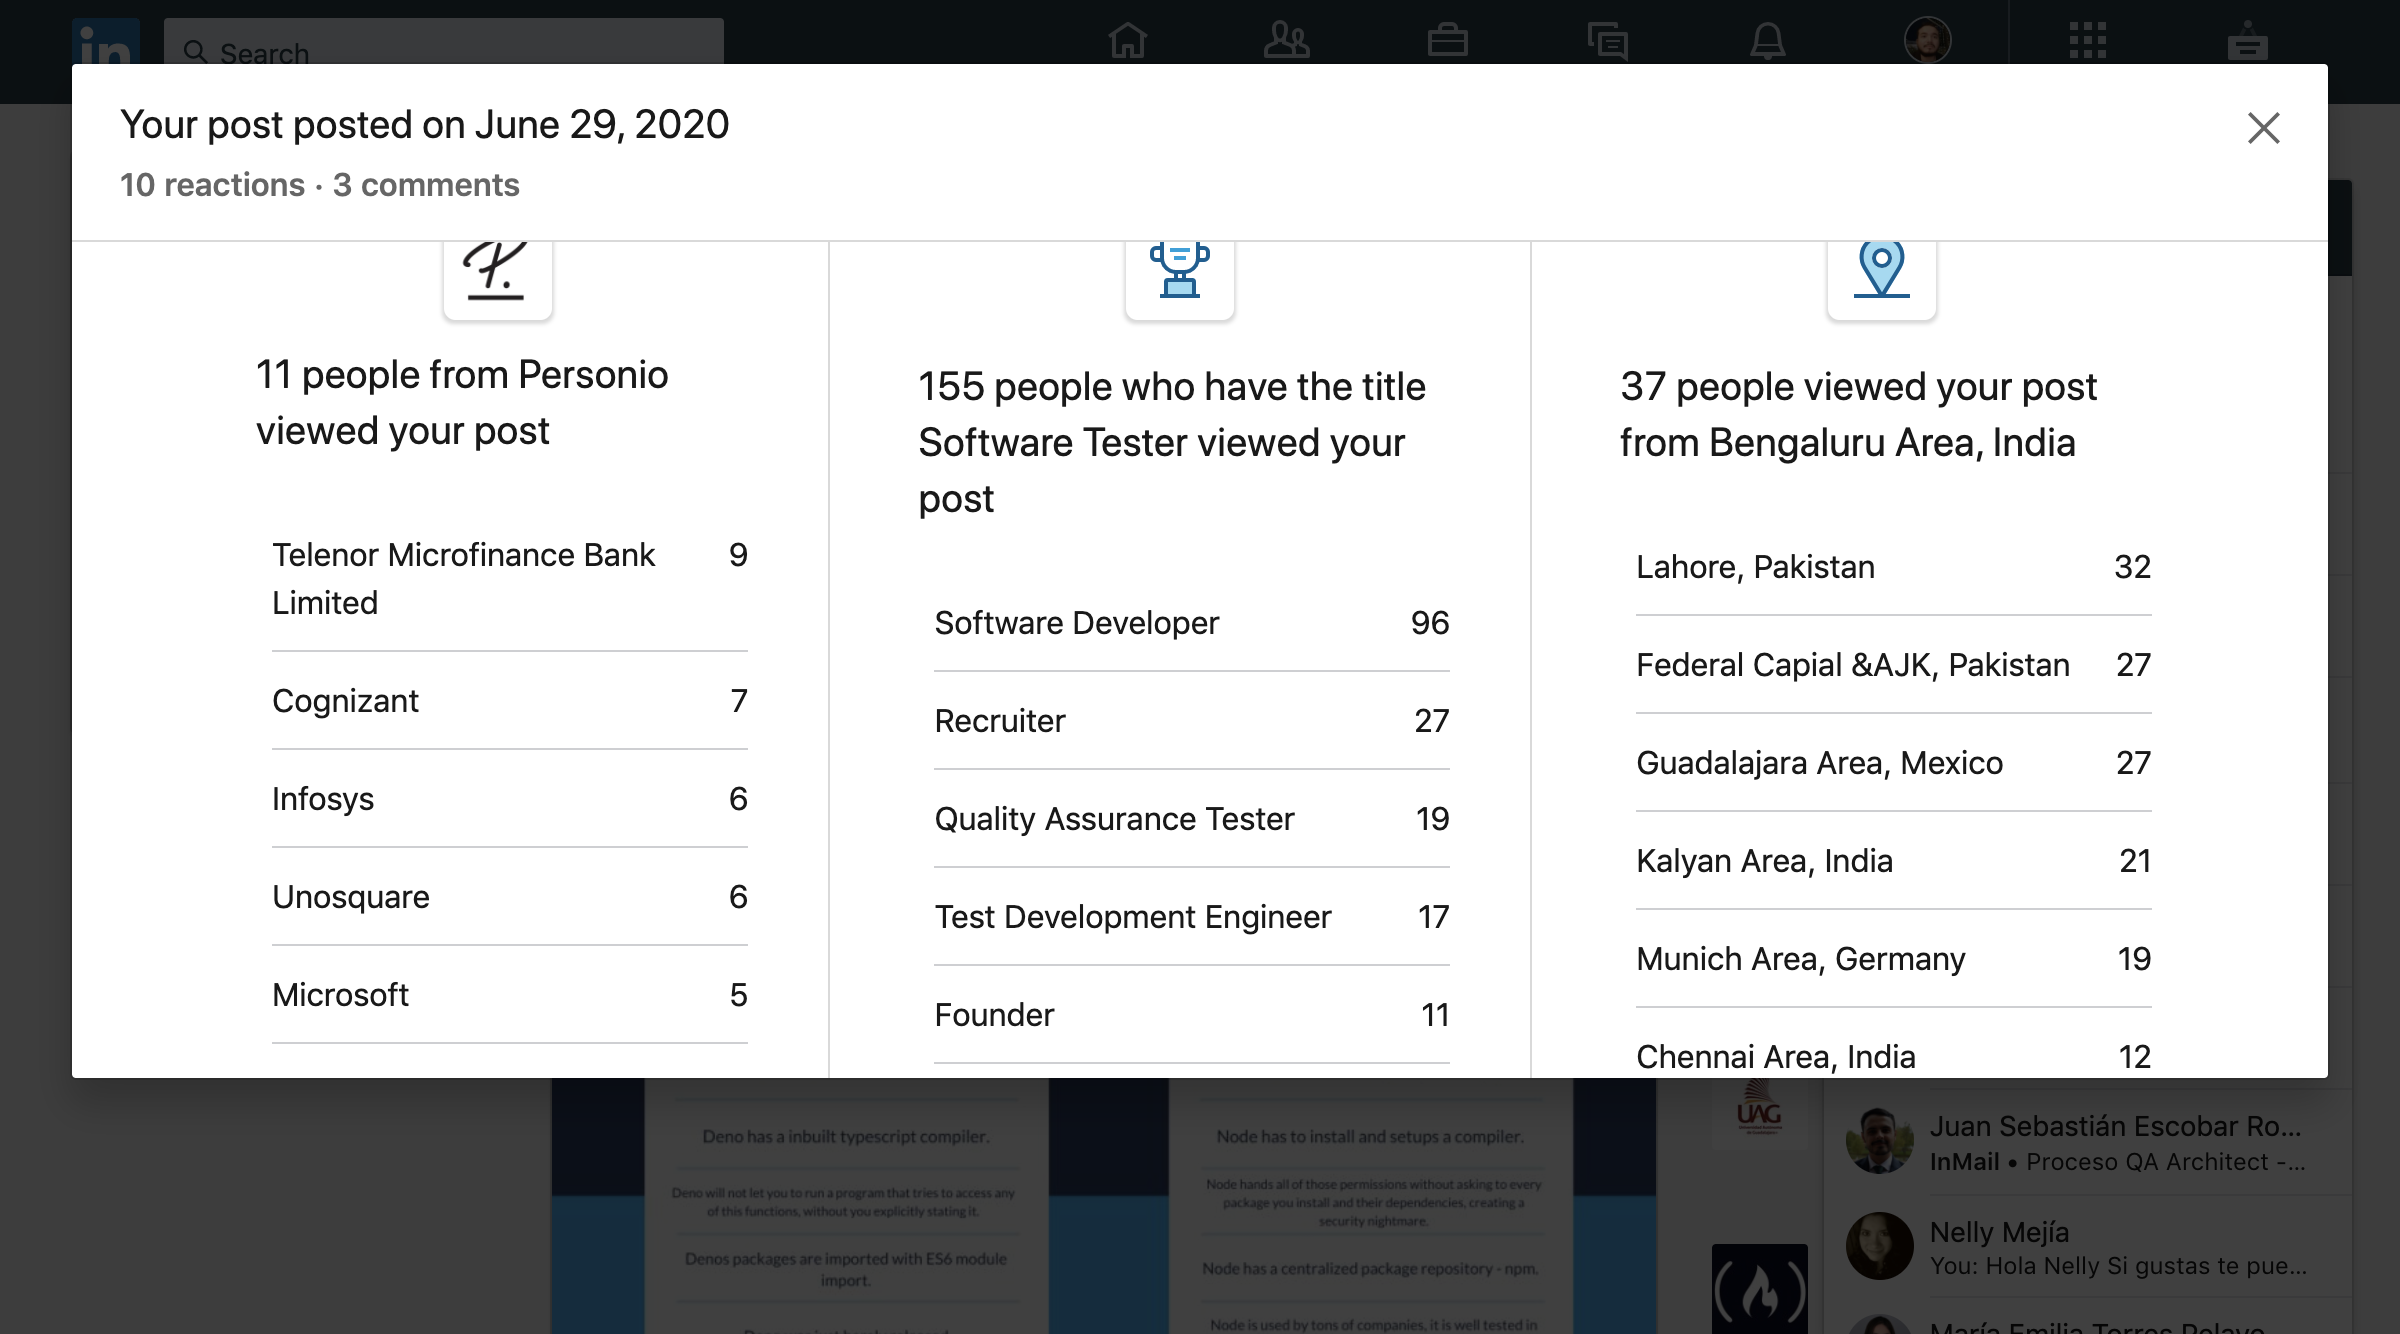 in
Search
Your post posted on June 29, 2020
10 reactions · 3 comments
P.
11 people from Personio
viewed your post
Telenor Microfinance Bank 9
Limited
Cognizant 7
Infosys 6
Unosquare 6
Microsoft 5
155 people who have the title
Software Tester viewed your
post
Software Developer 96
Recruiter 27
Quality Assurance Tester 19
Test Development Engineer 17
Founder 11
37 people viewed your post
from Bengaluru Area, India
Lahore, Pakistan 32
Federal Capial &AJK, Pakistan 27
Guadalajara Area, Mexico 27
Kalyan Area, India 21
Munich Area, Germany 19
Chennai Area, India 12
Deno has a inbuilt typescript compiler.
Deno will not let you to run a program that tries to access any
of this functions, without you explicitly stating it.
Denos packages are imported with ES6 module
import.
Node has to install and setups a compiler.
Node hands all of those permissions without asking to every
package you install and their dependencies, creating a
security nightmare.
Node has a centralized package repository - npm.
Node is used by tons of companies, it is well tested in
UAG
Juan Sebastián Escobar Ro...
InMail • Proceso QA Architect -...
Nelly Mejía
You: Hola Nelly Si gustas te pue...
María Emilia Torres Pelayo